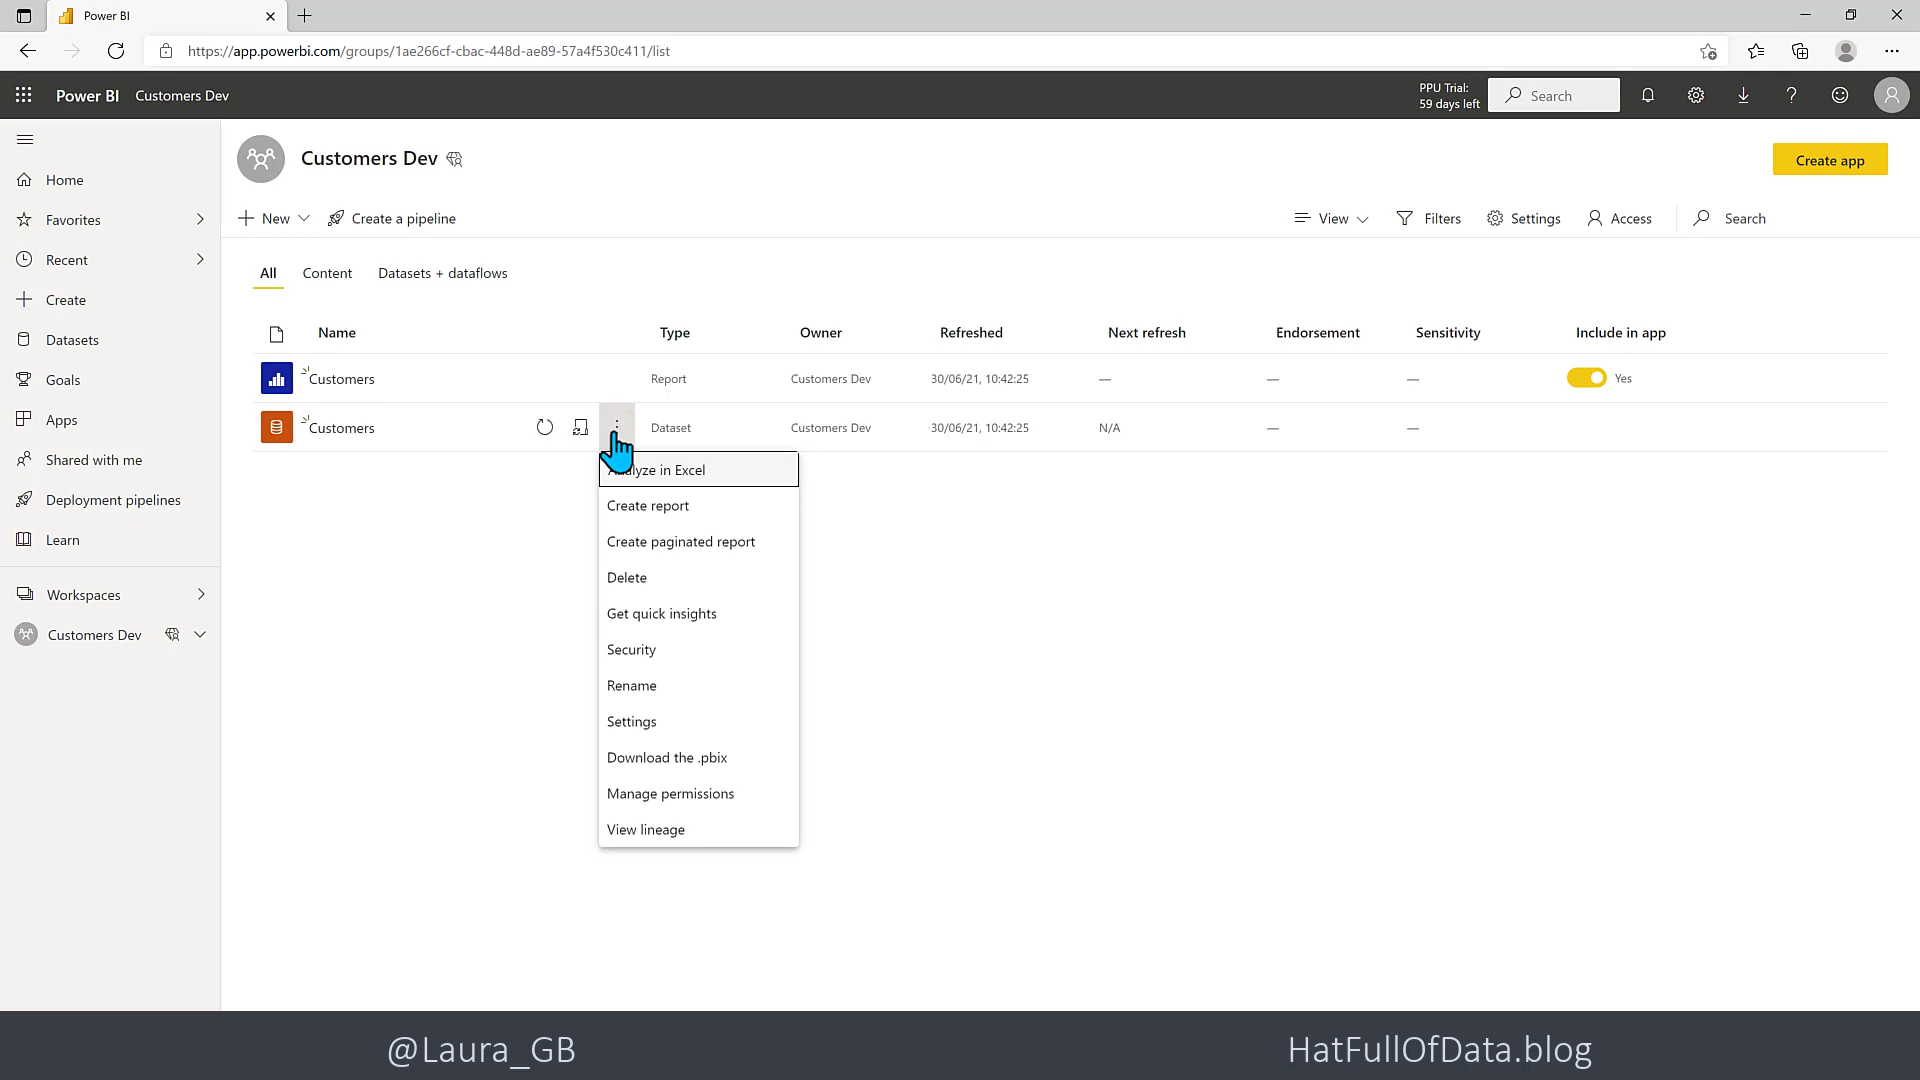 Power BI
https://app.powerbi.com/groups/1ae266cf-cbac-448d-ae89-57a4f530c411/list
Power BI Customers Dev
PPU Trial:
59 days left
Search
Customers Dev
Create app
New
Create a pipeline
View
Filters
Settings
Access
Search
Home
Favorites
Recent
Create
Datasets
Goals
Apps
Shared with me
Deployment pipelines
Learn
Workspaces
Customers Dev
All Content Datasets + dataflows
Name Type Owner Refreshed Next refresh Endorsement Sensitivity Include in app
Customers Report Customers Dev 30/06/21, 10:42:25 — — — Yes
Customers Dataset Customers Dev 30/06/21, 10:42:25 N/A — —
in Excel
Create report
Create paginated report
Delete
Get quick insights
Security
Rename
Settings
Download the .pbix
Manage permissions
View lineage
@Laura_GB
HatFullOfData.blog